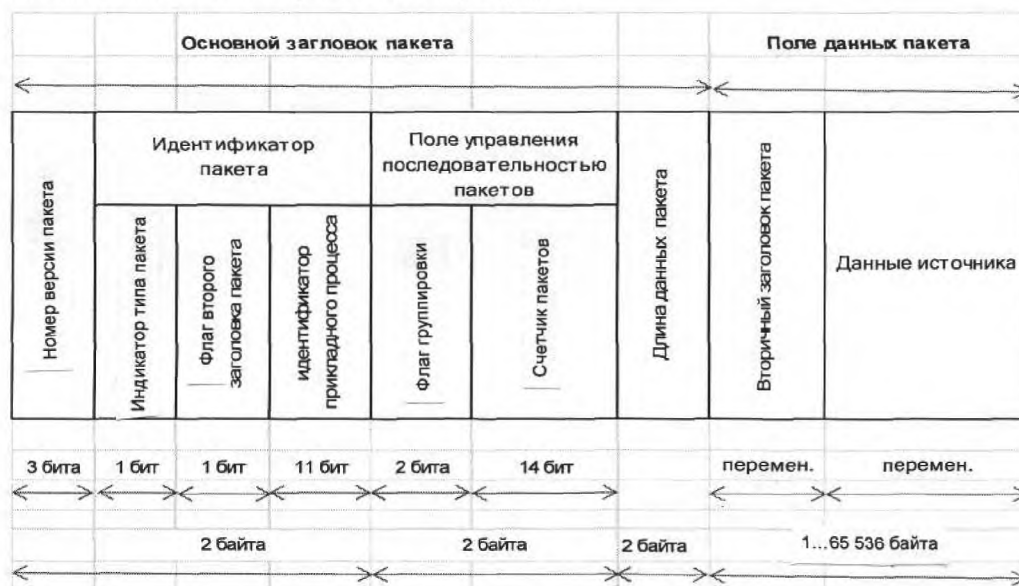 Основной загловок пакета
Поле данных пакета
Номер версии пакета
Идентификатор
пакета
Индикатор типа пакета
Флаг второго
заголовка пакета
идентификатор
прикладного процесса
Поле управления
последовательностью
пакетов
Флаг группировки
Счетчик пакетов
Длина данных пакета
Вторичный заголовок пакета
Данные источника
3 бита
1 бит
1 бит
11 бит
2 бита
14 бит
перемен.
перемен.
2 байта
2 байта
2 байта
1...65 536 байта